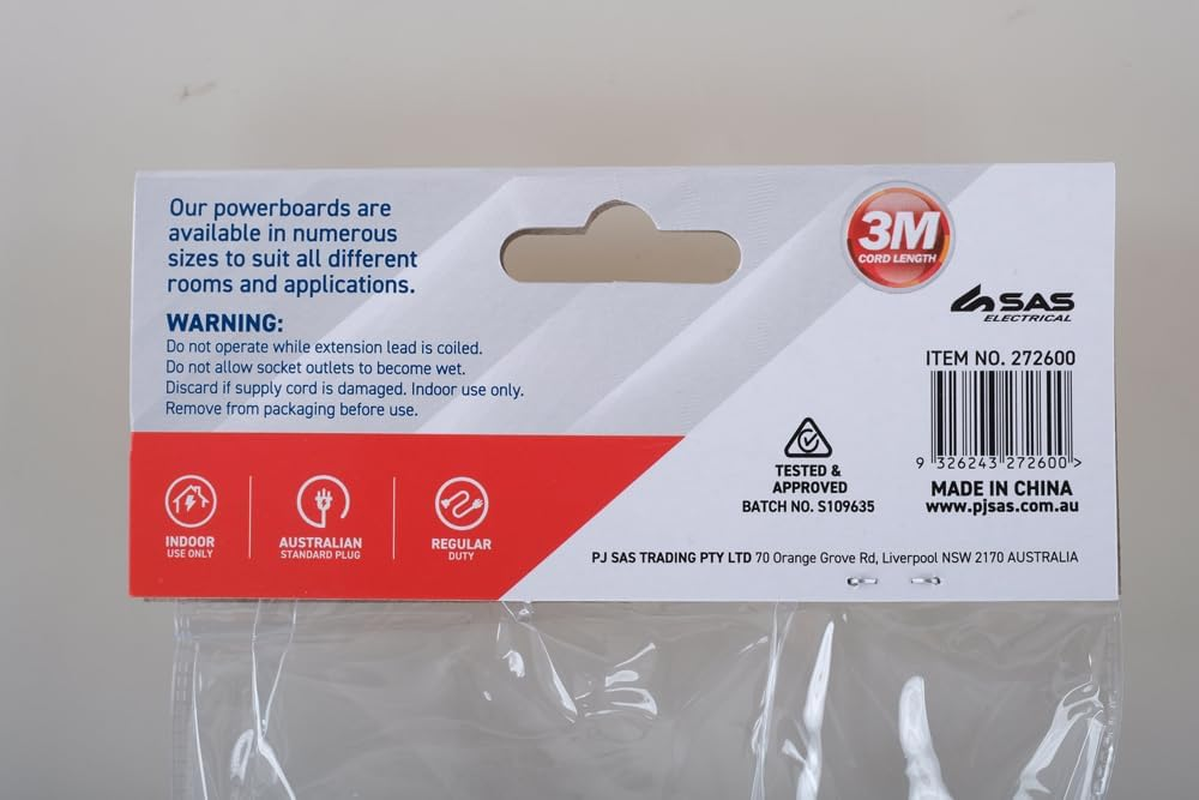 Our powerboards are
available in numerous
sizes to suit all different
rooms and applications.
WARNING:
Do not operate while extension lead is coiled.
Do not allow socket outlets to become wet.
Discard if supply cord is damaged. Indoor use only.
Remove from packaging before use.
INDOOR
USE ONLY
AUSTRALIAN
STANDARD PLUG
REGULAR
DUTY
3M
CORD LENGTH
SAS
ELECTRICAL
ITEM NO. 272600
9 326243 272600 >
MADE IN CHINA
www.pjsas.com.au
TESTED &
APPROVED
BATCH NO. S109635
PJ SAS TRADING PTY LTD 70 Orange Grove Rd, Liverpool NSW 2170 AUSTRALIA